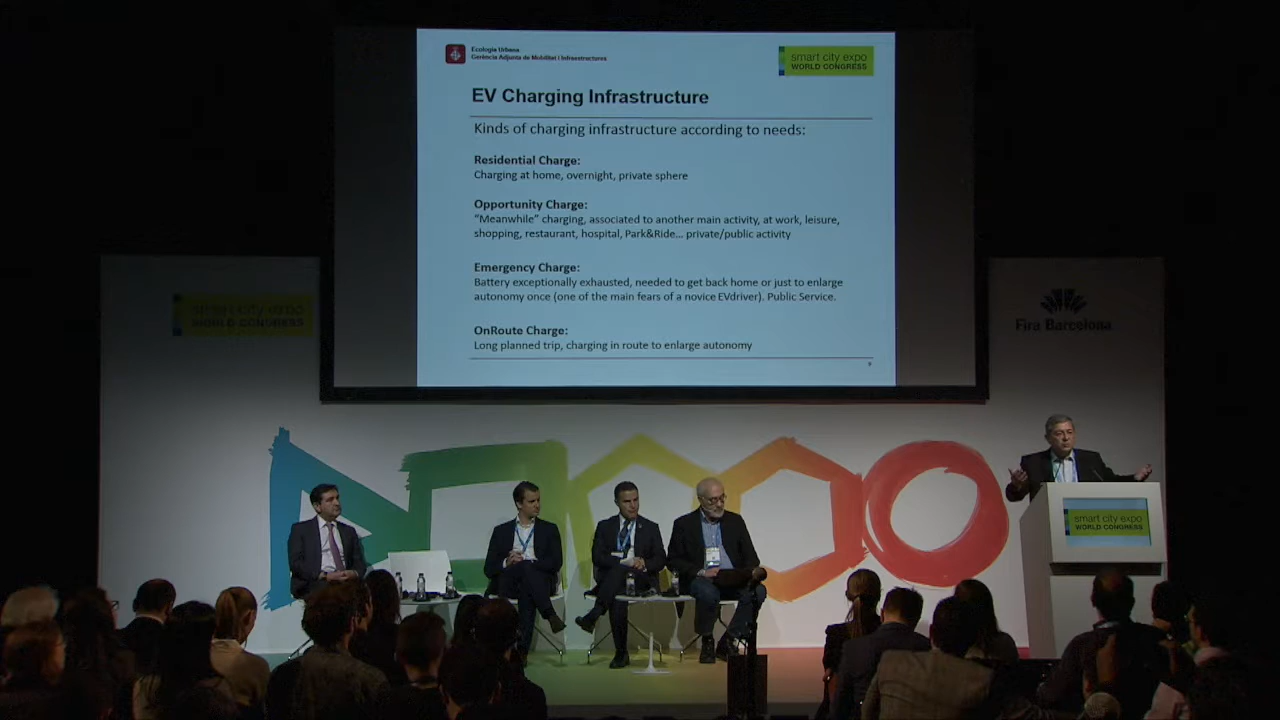 Ecologia Urbana
Gerència Adjunta de Mobilitat i Infraestructures
smart city expo
WORLD CONGRESS
EV Charging Infrastructure
Kinds of charging infrastructure according to needs:
Residential Charge:
Charging at home, overnight, private sphere
Opportunity Charge:
“Meanwhile” charging, associated to another main activity, at work, leisure,
shopping, restaurant, hospital, Park&Ride... private/public activity
Emergency Charge:
Battery exceptionally exhausted, needed to get back home or just to enlarge
autonomy once (one of the main fears of a novice EVdriver). Public Service.
OnRoute Charge:
Long planned trip, charging in route to enlarge autonomy
smart city expo
WORLD CONGRESS
Fira Barcelona
smart city expo
WORLD CONGRESS